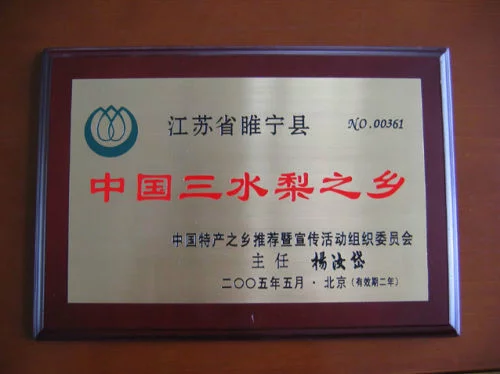 江苏省睢宁县 NO.00361
中国三水梨之乡
中国特产之乡推荐暨宣传活动组织委员会
主任 楊汝岱
二〇〇五年五月·北京(有效期二年)